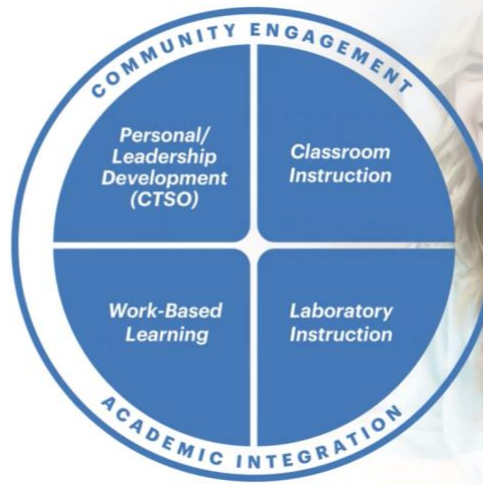 COMMUNITY ENGAGEMENT
Personal/
Leadership
Development
(CTSO)
Classroom
Instruction
Work-Based
Learning
Laboratory
Instruction
ACADEMIC INTEGRATION